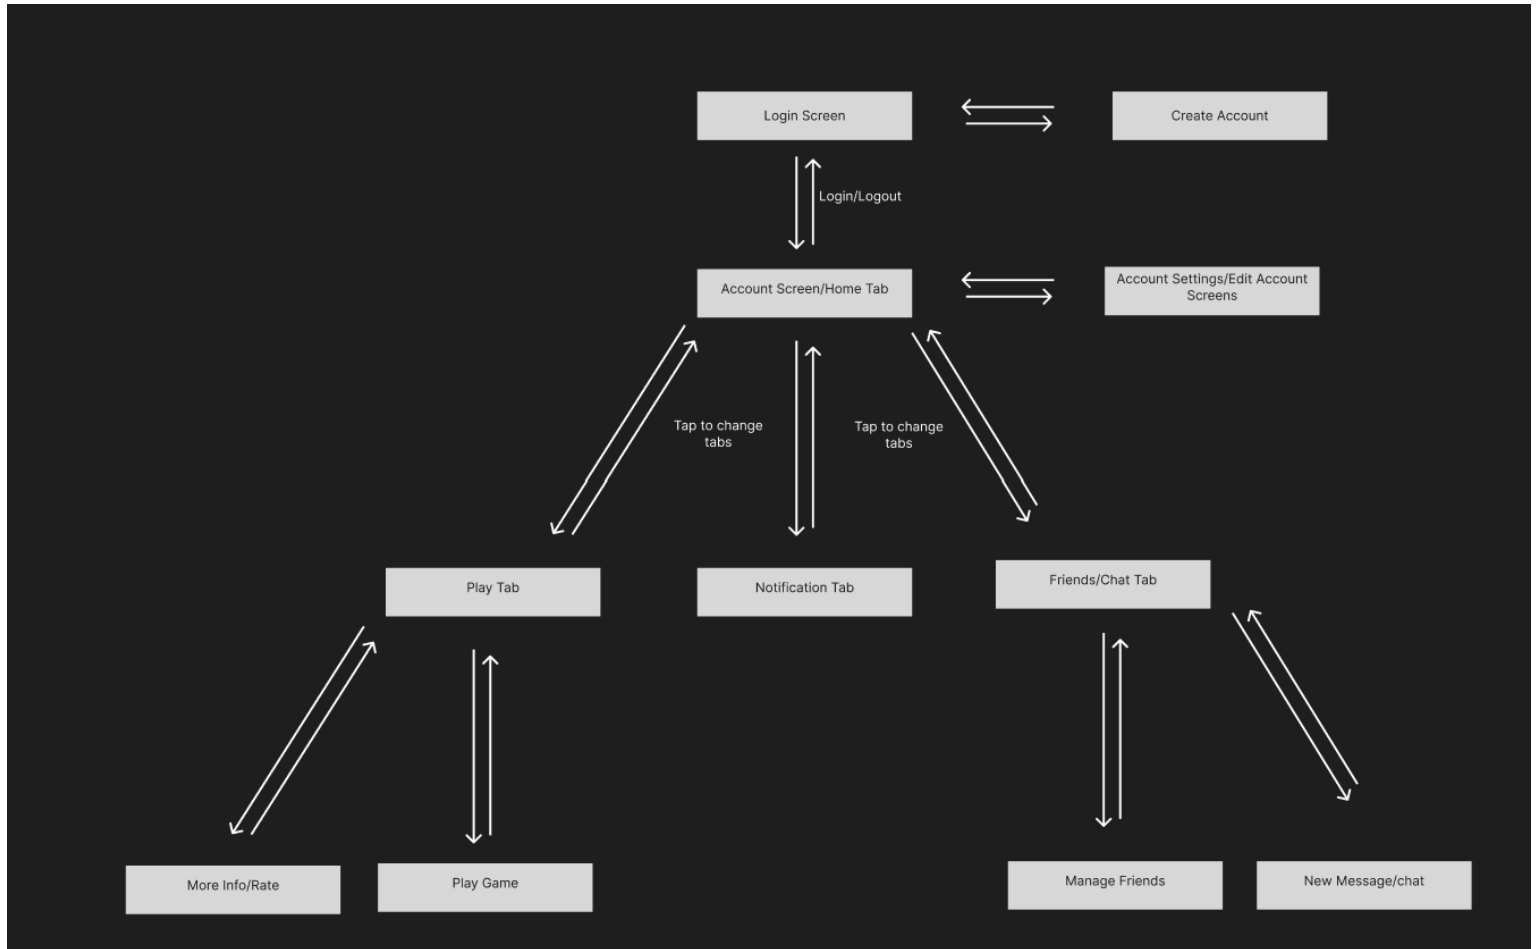 Login Screen
Create Account
Login/Logout
Account Screen/Home Tab
Account Settings/Edit Account
Screens
Tap to change
tabs
Tap to change
tabs
Play Tab
Notification Tab
Friends/Chat Tab
More Info/Rate
Play Game
Manage Friends
New Message/chat